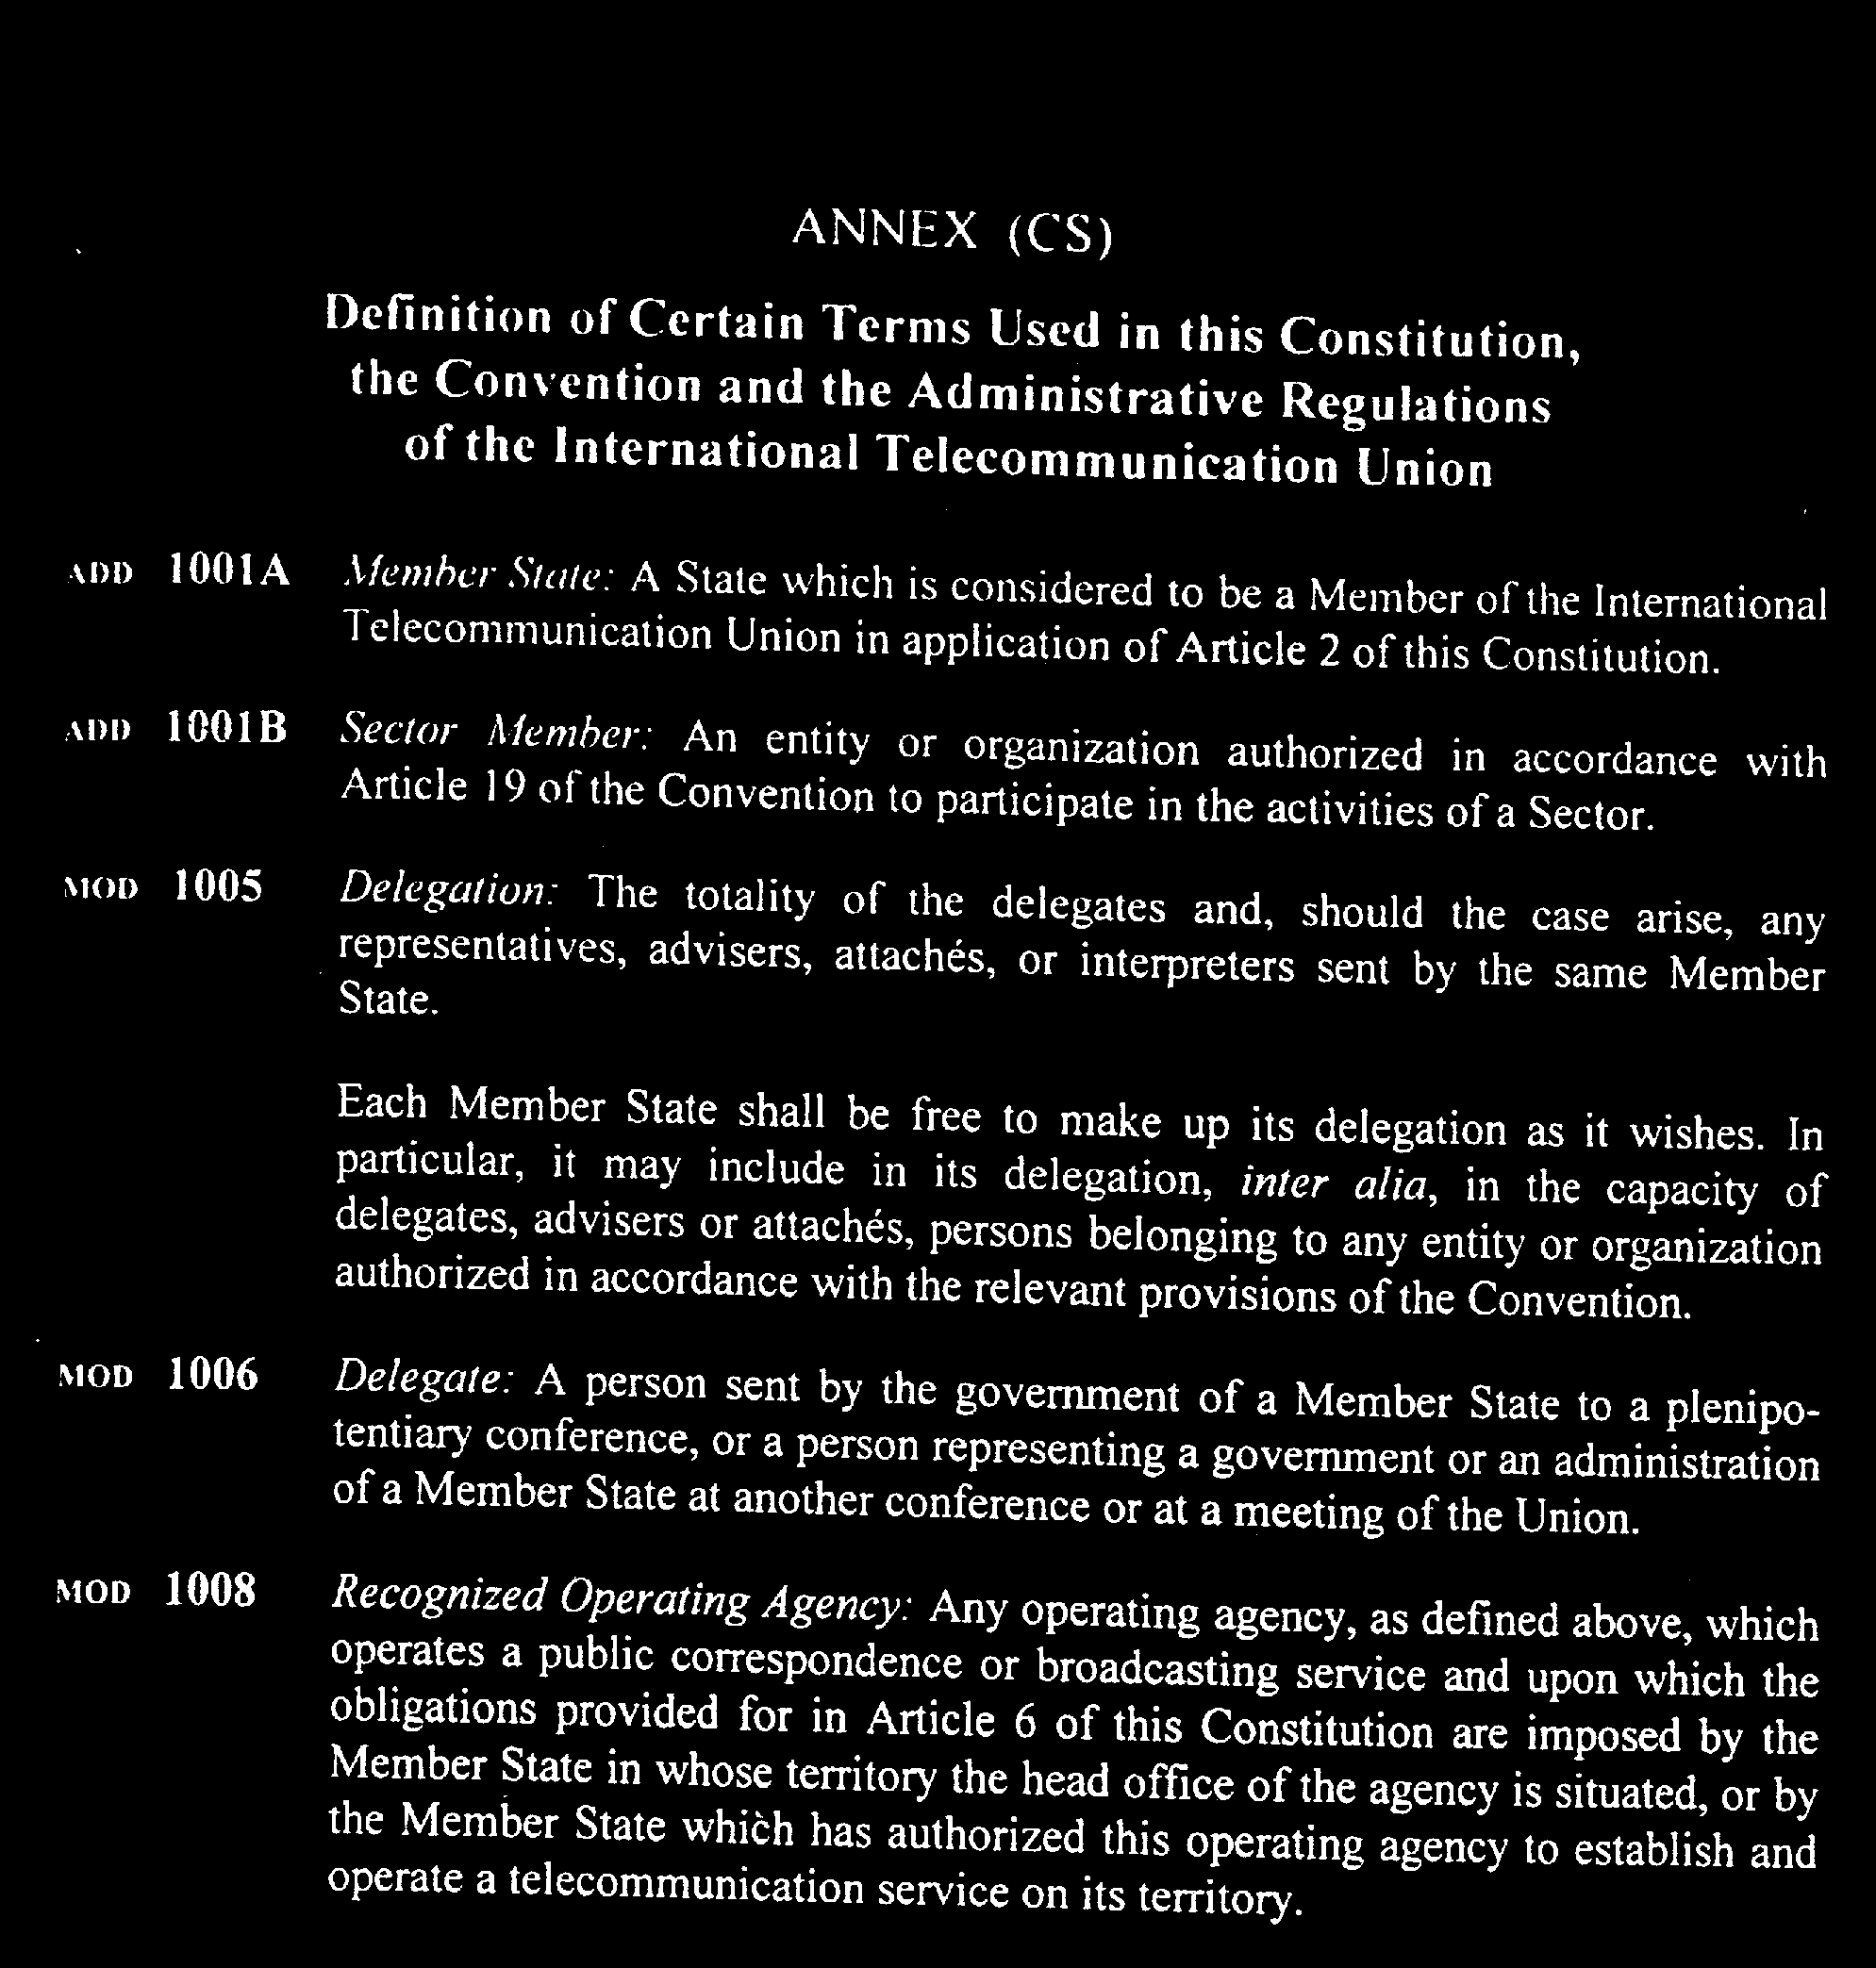 ANNEX (CS)
Definition of Certain Terms Used in this Constitution,
the Convention and the Administrative Regulations
of the International Telecommunication Union
ADD 1001A Member State: A State which is considered to be a Member of the International
Telecommunication Union in application of Article 2 of this Constitution.
ADD 1001B Sector Member: An entity or organization authorized in accordance with
Article 19 of the Convention to participate in the activities of a Sector.
MOD 1005 Delegation: The totality of the delegates and, should the case arise, any
representatives, advisers, attachés, or interpreters sent by the same Member
State.
Each Member State shall be free to make up its delegation as it wishes. In
particular, it may include in its delegation, inter alia, in the capacity of
delegates, advisers or attachés, persons belonging to any entity or organization
authorized in accordance with the relevant provisions of the Convention.
MOD 1006 Delegate: A person sent by the government of a Member State to a plenipo-
tentiary conference, or a person representing a government or an administration
of a Member State at another conference or at a meeting of the Union.
MOD 1008 Recognized Operating Agency: Any operating agency, as defined above, which
operates a public correspondence or broadcasting service and upon which the
obligations provided for in Article 6 of this Constitution are imposed by the
Member State in whose territory the head office of the agency is situated, or by
the Member State which has authorized this operating agency to establish and
operate a telecommunication service on its territory.